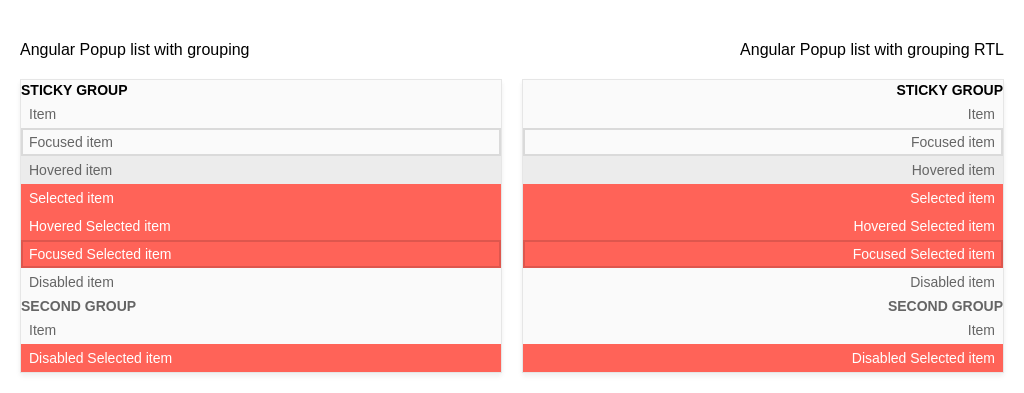 Angular Popup list with grouping
STICKY GROUP
Item
Focused item
Hovered item
Selected item
Hovered Selected item
Focused Selected item
Disabled item
SECOND GROUP
Item
Disabled Selected item
Angular Popup list with grouping RTL
STICKY GROUP
Item
Focused item
Hovered item
Selected item
Hovered Selected item
Focused Selected item
Disabled item
SECOND GROUP
Item
Disabled Selected item